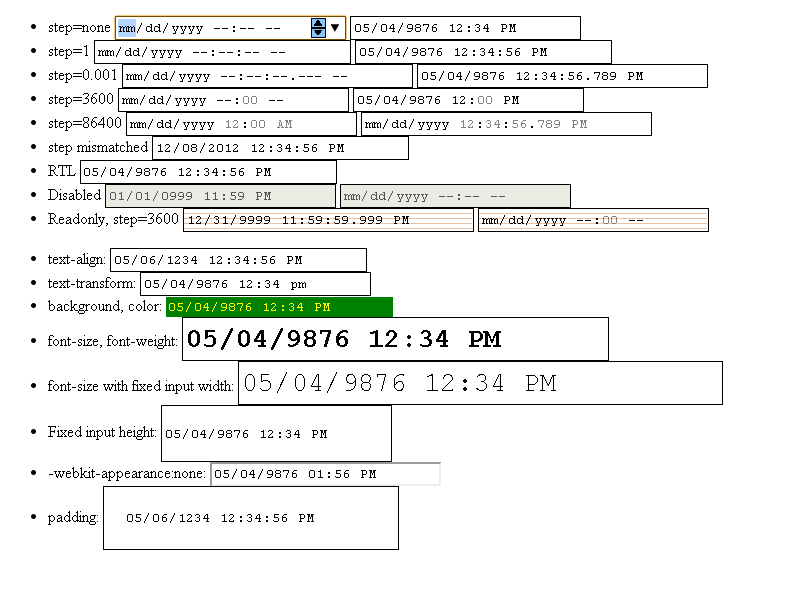 step=none mm/dd/yyyy --:-- -- 05/04/9876 12:34 PM
step=1 mm/dd/yyyy --:--:-- -- 05/04/9876 12:34:56 PM
step=0.001 mm/dd/yyyy --:--:--.--- -- 05/04/9876 12:34:56.789 PM
step=3600 mm/dd/yyyy --:00 -- 05/04/9876 12:00 PM
step=86400 mm/dd/yyyy 12:00 AM mm/dd/yyyy 12:34:56.789 PM
step mismatched 12/08/2012 12:34:56 PM
RTL 05/04/9876 12:34:56 PM
Disabled 01/01/0999 11:59 PM mm/dd/yyyy --:-- --
Readonly, step=3600 12/31/9999 11:59:59.999 PM mm/dd/yyyy --:00 --
text-align: 05/06/1234 12:34:56 PM
text-transform: 05/04/9876 12:34 pm
background, color: 05/04/9876 12:34 PM
font-size, font-weight: 05/04/9876 12:34 PM
font-size with fixed input width: 05/04/9876 12:34 PM
Fixed input height: 05/04/9876 12:34 PM
-webkit-appearance:none: 05/04/9876 01:56 PM
padding: 05/06/1234 12:34:56 PM